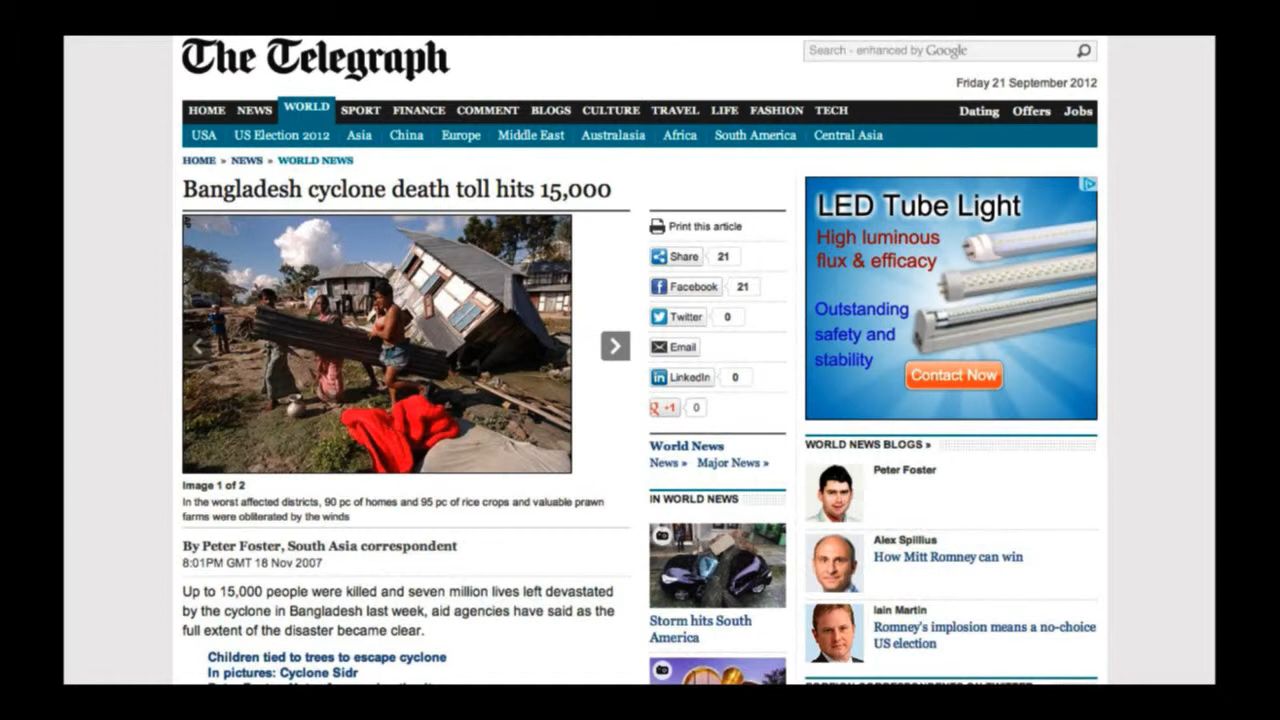 The Telegraph
Search - enhanced by Google
Friday 21 September 2012
HOME NEWS WORLD SPORT FINANCE COMMENT BLOGS CULTURE TRAVEL LIFE FASHION TECH Dating Offers Jobs
USA US Election 2012 Asia China Europe Middle East Australasia Africa South America Central Asia
HOME » NEWS » WORLD NEWS
Bangladesh cyclone death toll hits 15,000
Image 1 of 2
In the worst affected districts, 90 pc of homes and 95 pc of rice crops and valuable prawn
farms were obliterated by the winds
By Peter Foster, South Asia correspondent
8:01PM GMT 18 Nov 2007
Up to 15,000 people were killed and seven million lives left devastated
by the cyclone in Bangladesh last week, aid agencies have said as the
full extent of the disaster became clear.
Children tied to trees to escape cyclone
In pictures: Cyclone Sidr
Print this article
Share 21
Facebook 21
Twitter 0
Email
LinkedIn 0
+1 0
World News
News » Major News »
IN WORLD NEWS
Storm hits South
America
LED Tube Light
High luminous
flux & efficacy
Outstanding
safety and
stability
Contact Now
WORLD NEWS BLOGS »
Peter Foster
Alex Spillius
How Mitt Romney can win
Iain Martin
Romney's implosion means a no-choice
US election